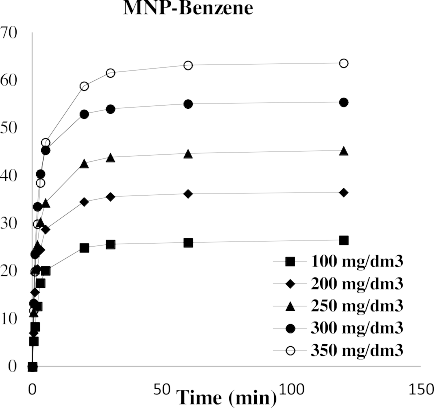 MNP-Benzene
70
60
50
40
30
20
10
0
0
50
100
150
Time (min)
100 mg/dm3
200 mg/dm3
250 mg/dm3
300 mg/dm3
350 mg/dm3